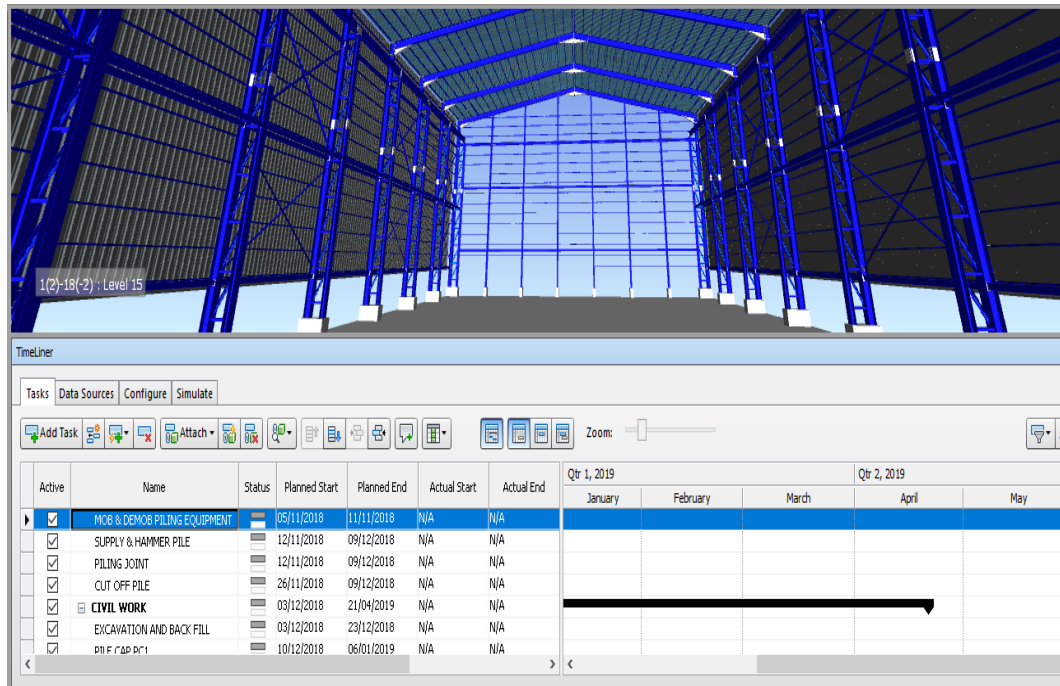 1(2)-18(-2) : Level 15
TimeLiner
Tasks Data Sources Configure Simulate
Add Task Attach Zoom:
Active Name Status Planned Start Planned End Actual Start Actual End
Qtr 1, 2019 Qtr 2, 2019
January February March April May
MOB & DEMOB PILING EQUIPMENT 05/11/2018 11/11/2018 N/A N/A
SUPPLY & HAMMER PILE 12/11/2018 09/12/2018 N/A N/A
PILING JOINT 12/11/2018 09/12/2018 N/A N/A
CUT OFF PILE 26/11/2018 09/12/2018 N/A N/A
CIVIL WORK 03/12/2018 21/04/2019 N/A N/A
EXCAVATION AND BACK FILL 03/12/2018 23/12/2018 N/A N/A
PILE CAP PC1 10/12/2018 06/01/2019 N/A N/A